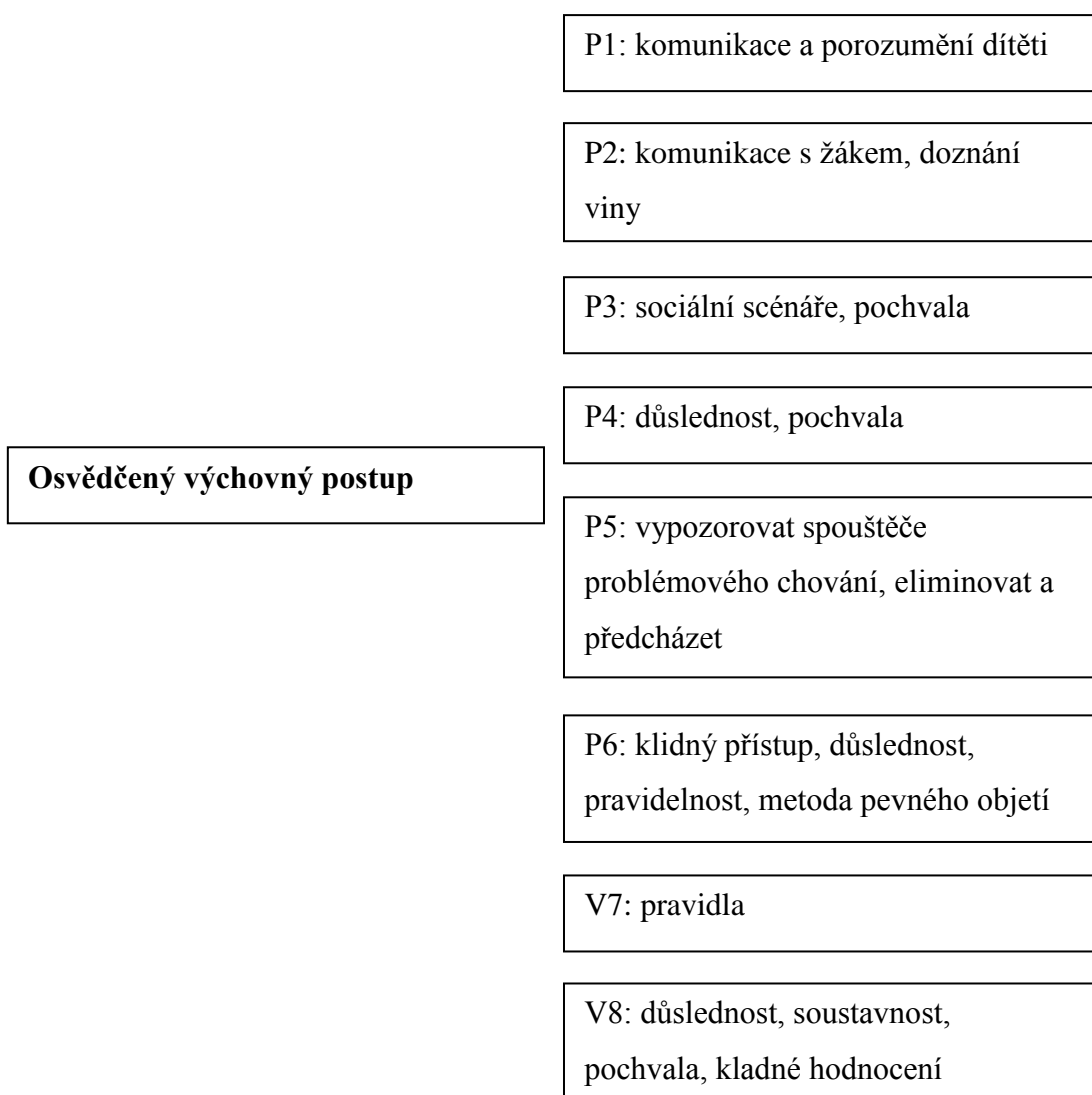 P1: komunikace a porozumění dítěti
P2: komunikace s žákem, doznání
viny
P3: sociální scénáře, pochvala
P4: důslednost, pochvala
Osvědčený výchovný postup
P5: vypozorovat spouštěče
problémového chování, eliminovat a
předcházet
P6: klidný přístup, důslednost,
pravidelnost, metoda pevného objetí
V7: pravidla
V8: důslednost, soustavnost,
pochvala, kladné hodnocení